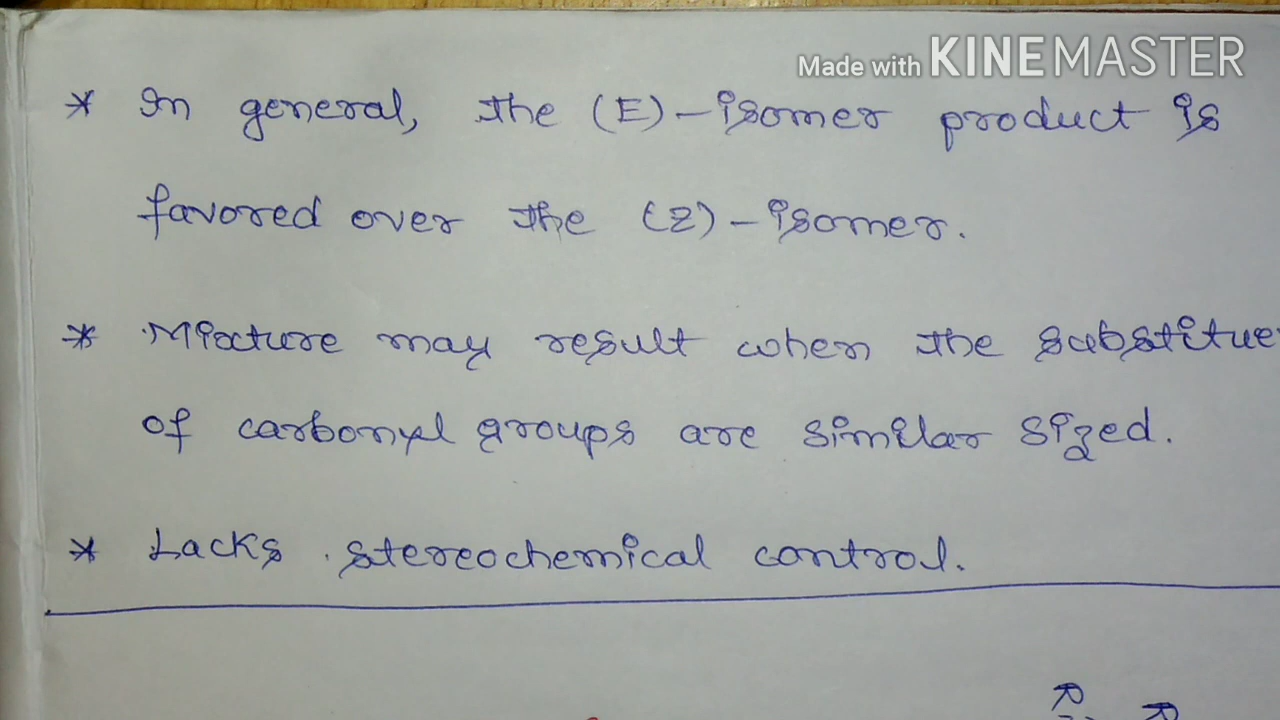 Made with KINEMASTER
* In general, the (E)-isomer product is
favored over the (Z)-isomer.
* Mixture may result when the substitue
of carbonyl groups are similar sized.
* Lacks stereochemical control.
R
R